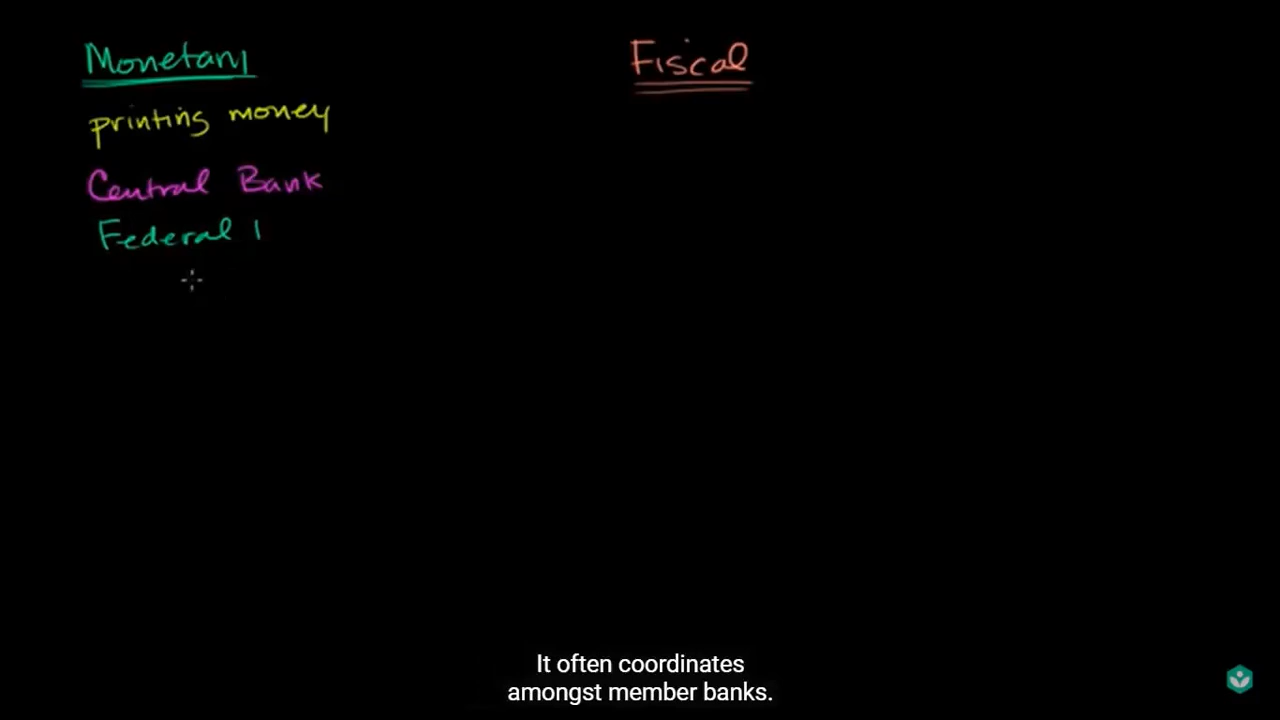 Monetary
Fiscal
printing money
Central Bank
Federal
It often coordinates
amongst member banks.